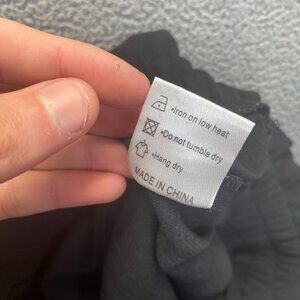 •Iron on low heat
•Do not tumble dry
•Hang dry
MADE IN CHINA